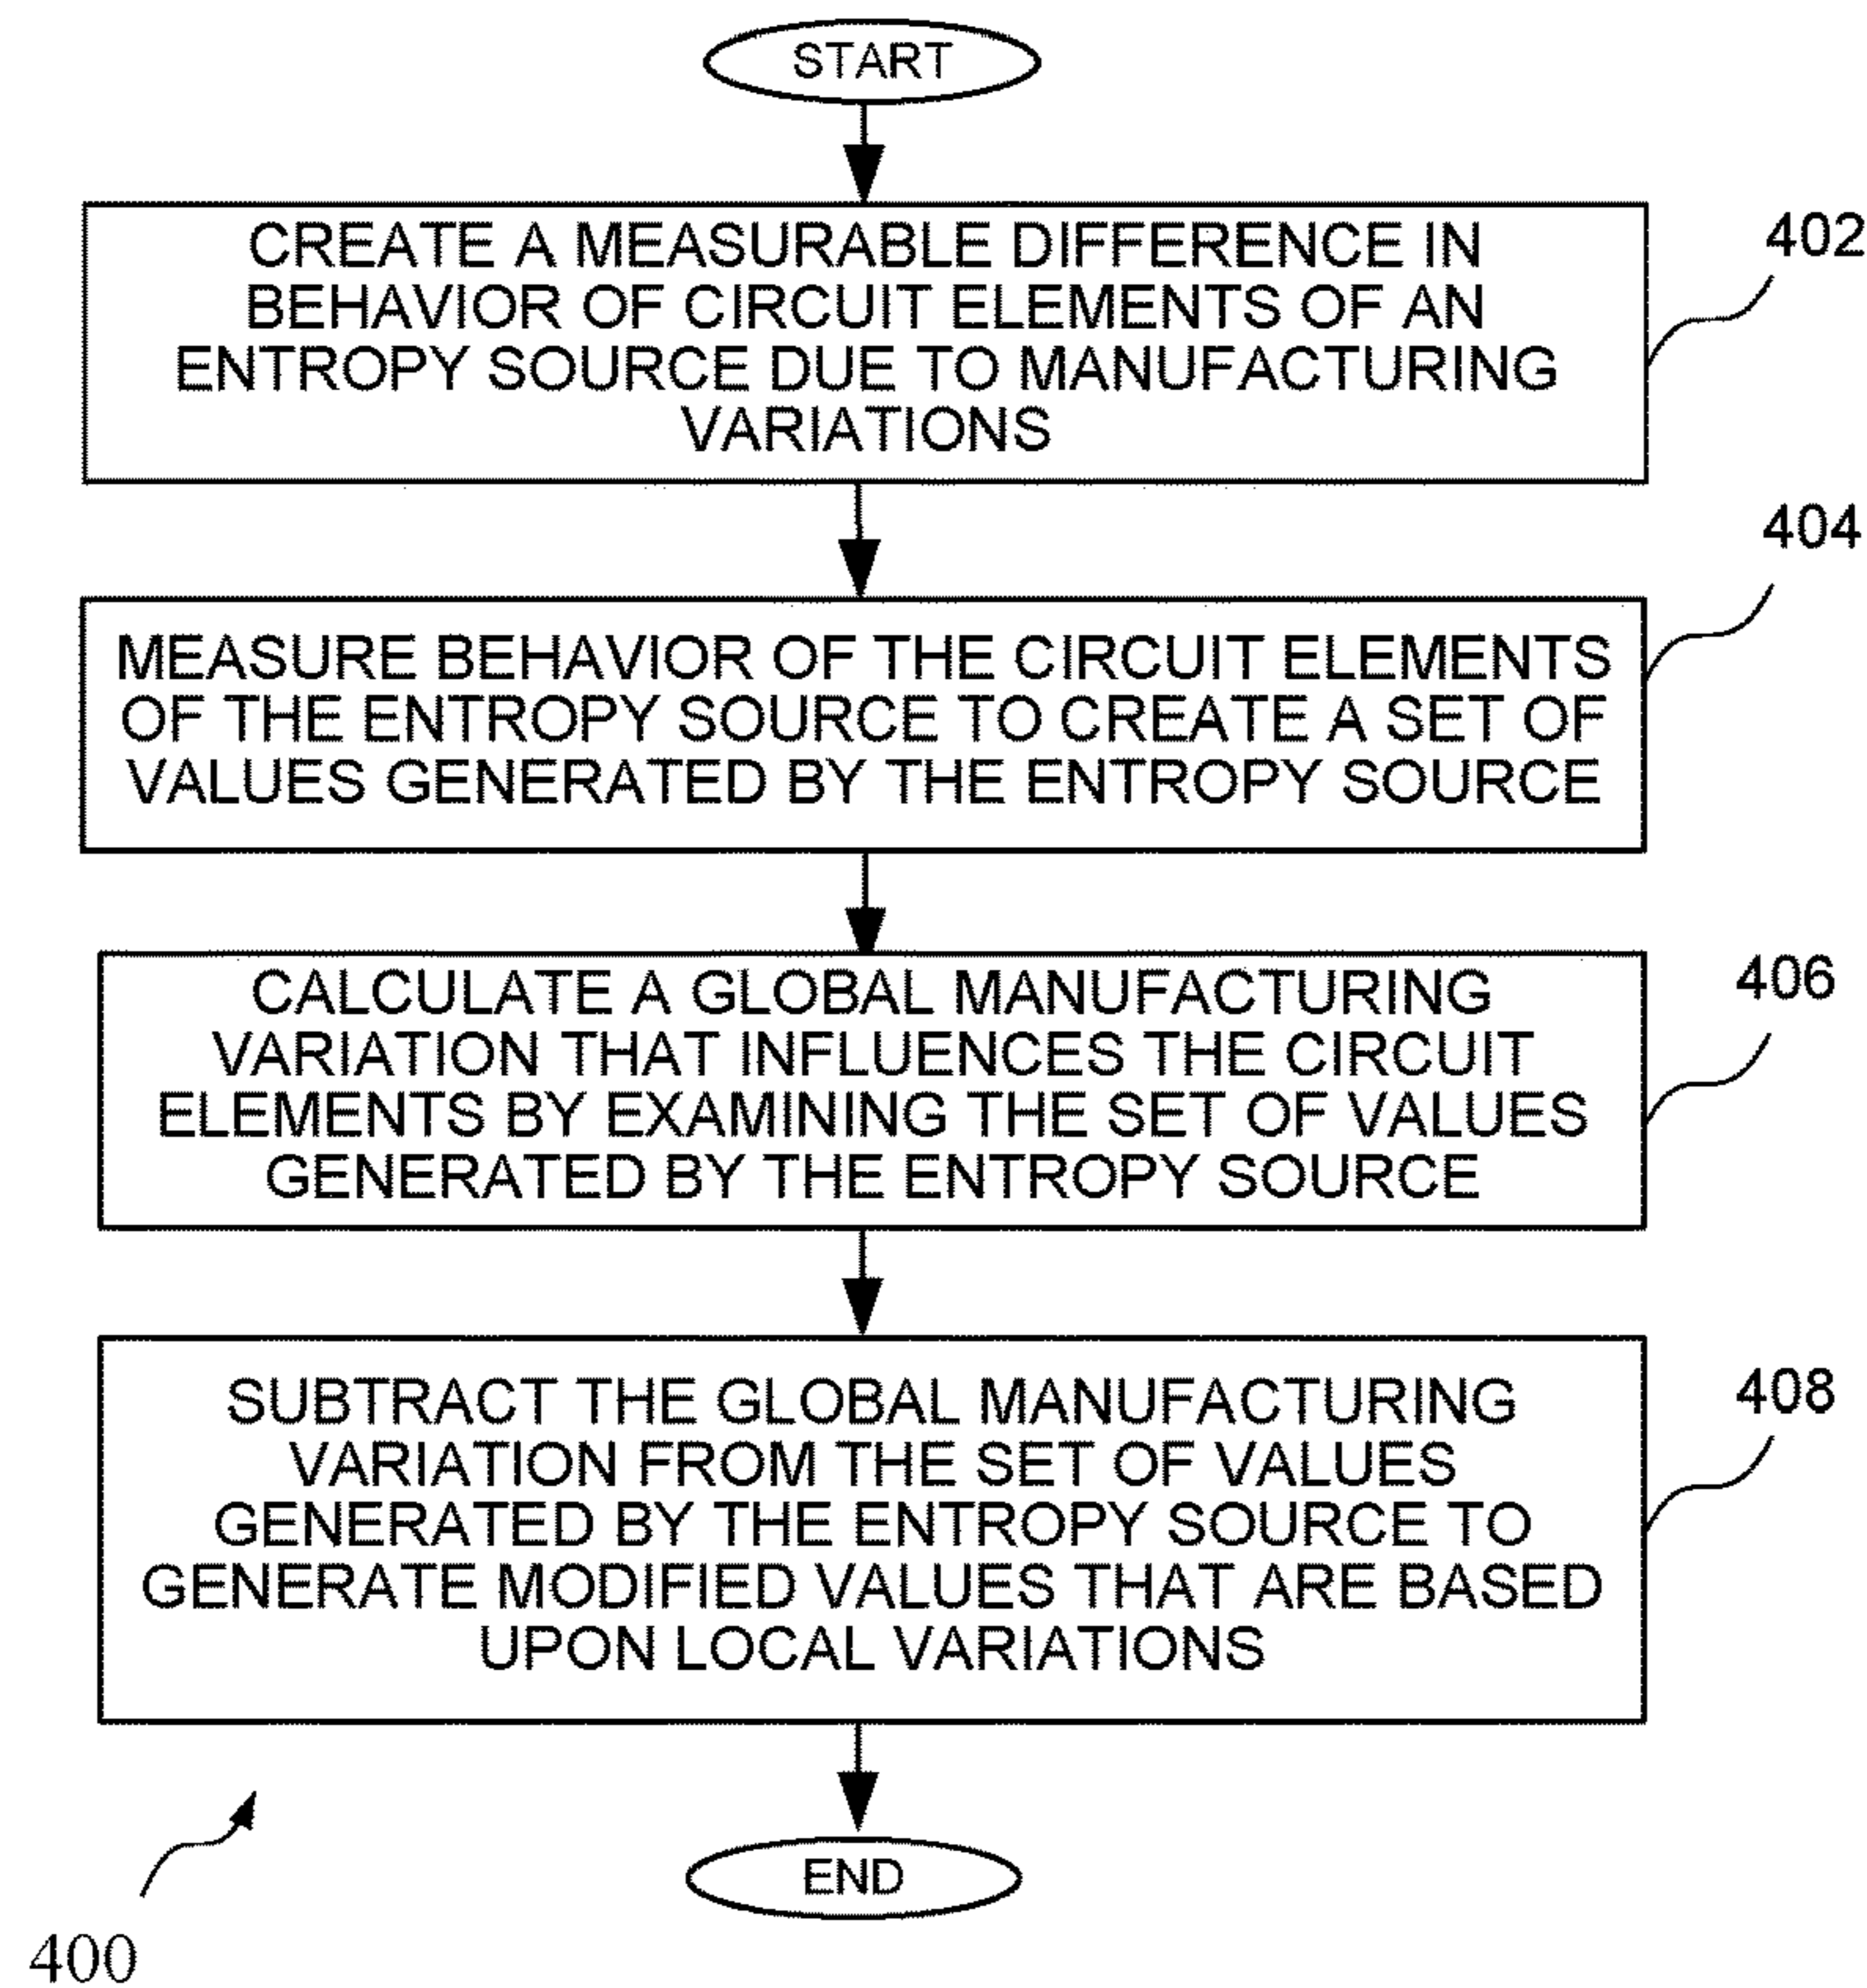 START
CREATE A MEASURABLE DIFFERENCE IN
BEHAVIOR OF CIRCUIT ELEMENTS OF AN
ENTROPY SOURCE DUE TO MANUFACTURING
VARIATIONS
402
MEASURE BEHAVIOR OF THE CIRCUIT ELEMENTS
OF THE ENTROPY SOURCE TO CREATE A SET OF
VALUES GENERATED BY THE ENTROPY SOURCE
404
CALCULATE A GLOBAL MANUFACTURING
VARIATION THAT INFLUENCES THE CIRCUIT
ELEMENTS BY EXAMINING THE SET OF VALUES
GENERATED BY THE ENTROPY SOURCE
406
SUBTRACT THE GLOBAL MANUFACTURING
VARIATION FROM THE SET OF VALUES
GENERATED BY THE ENTROPY SOURCE TO
GENERATE MODIFIED VALUES THAT ARE BASED
UPON LOCAL VARIATIONS
408
END
400